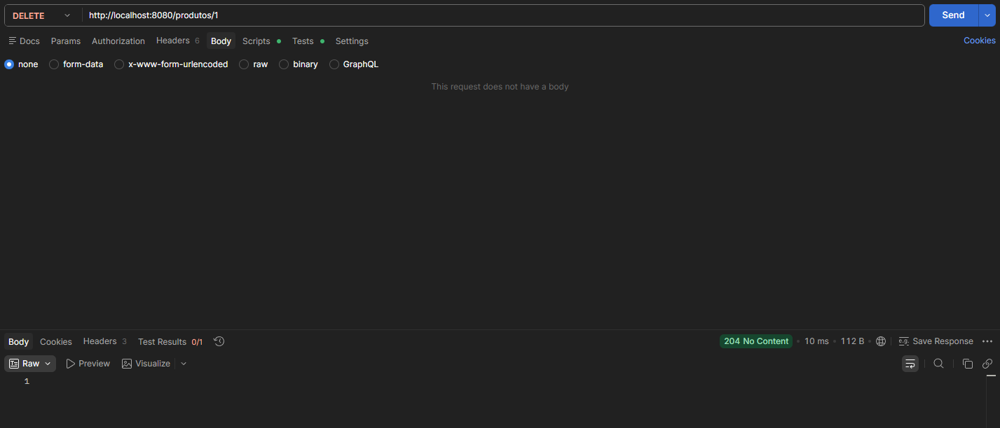 DELETE http://localhost:8080/produtos/1 Send
Docs Params Authorization Headers 6 Body Scripts Tests Settings Cookies
none form-data x-www-form-urlencoded raw binary GraphQL
This request does not have a body
Body Cookies Headers 3 Test Results 0/1 204 No Content 10 ms 112 B e.g. Save Response
Raw Preview Visualize
1